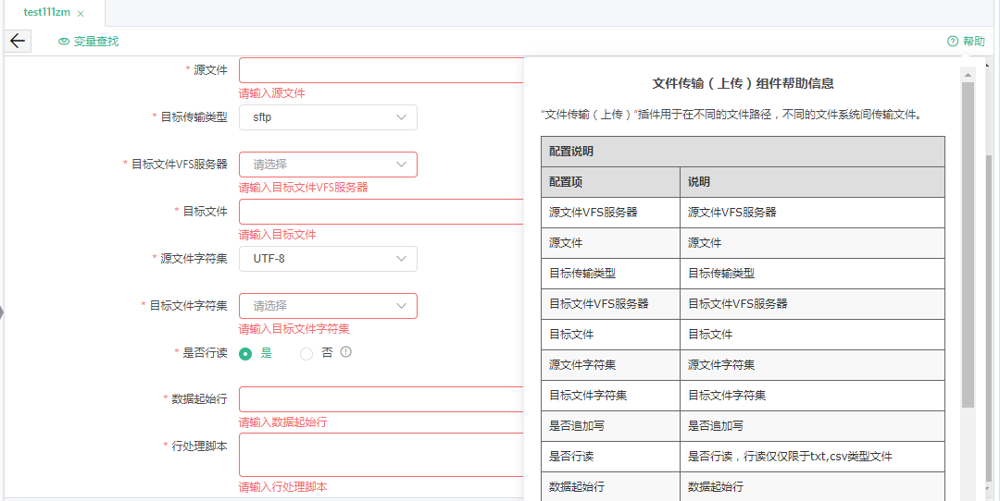 test111zm
变量查找
帮助
* 源文件
请输入源文件
* 目标传输类型 sftp
* 目标文件VFS服务器 请选择
请输入目标文件VFS服务器
* 目标文件
请输入目标文件
* 源文件字符集 UTF-8
* 目标文件字符集 请选择
请输入目标文件字符集
* 是否行读 是 否
* 数据起始行
请输入数据起始行
* 行处理脚本
请输入行处理脚本
文件传输（上传）组件帮助信息
"文件传输（上传）"插件用于在不同的文件路径，不同的文件系统间传输文件。
配置说明
配置项 说明
源文件VFS服务器 源文件VFS服务器
源文件 源文件
目标传输类型 目标传输类型
目标文件VFS服务器 目标文件VFS服务器
目标文件 目标文件
源文件字符集 源文件字符集
目标文件字符集 目标文件字符集
是否追加写 是否追加写
是否行读 是否行读，行读仅仅限于txt,csv类型文件
数据起始行 数据起始行